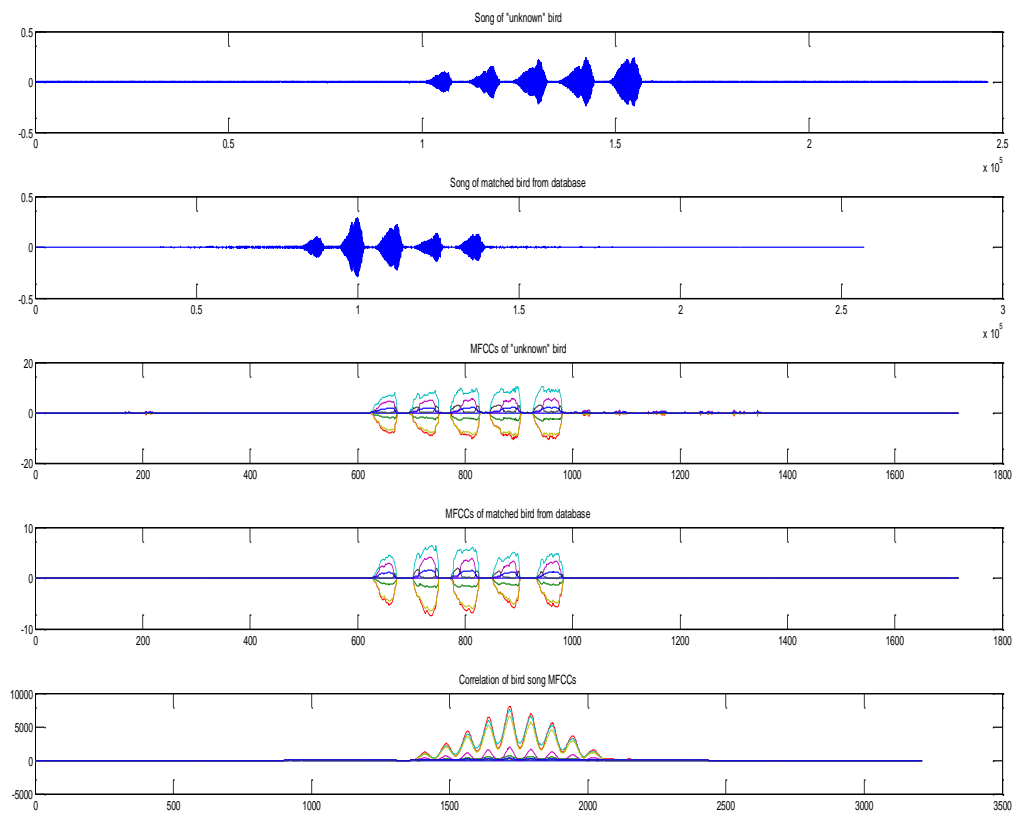 Song of "unknown" bird
0.5
0
-0.5
0 0.5 1 1.5 2 2.5
x 10^5
Song of matched bird from database
0.5
0
-0.5
0 0.5 1 1.5 2 2.5 3
x 10^5
MFCCs of "unknown" bird
20
0
-20
0 200 400 600 800 1000 1200 1400 1600 1800
MFCCs of matched bird from database
10
0
-10
0 200 400 600 800 1000 1200 1400 1600 1800
Correlation of bird song MFCCs
10000
5000
0
-5000
0 500 1000 1500 2000 2500 3000 3500